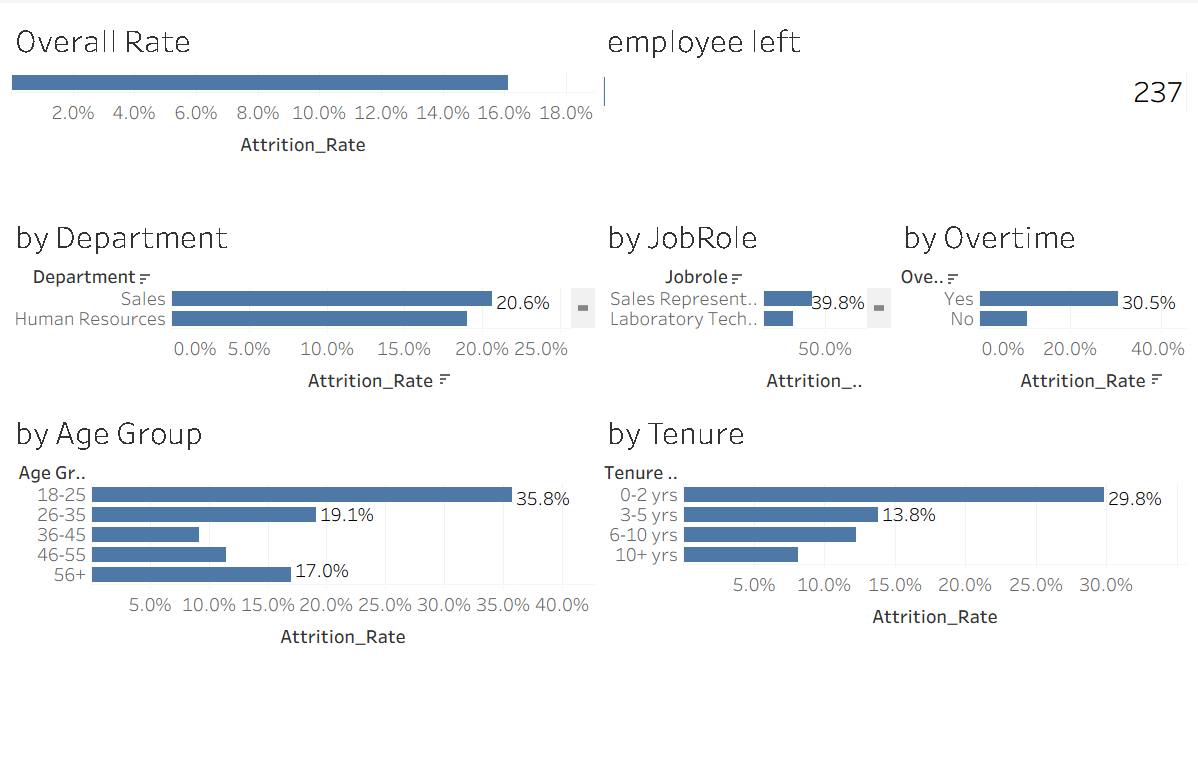 Overall Rate
2.0% 4.0% 6.0% 8.0% 10.0% 12.0% 14.0% 16.0% 18.0%
Attrition_Rate
employee left
237
by Department
Department
Sales 20.6%
Human Resources
0.0% 5.0% 10.0% 15.0% 20.0% 25.0%
Attrition_Rate
by JobRole
Jobrole
Sales Represent.. 39.8%
Laboratory Tech..
50.0%
Attrition_..
by Overtime
Ove..
Yes 30.5%
No
0.0% 20.0% 40.0%
Attrition_Rate
by Age Group
Age Gr..
18-25 35.8%
26-35 19.1%
36-45
46-55
56+ 17.0%
5.0% 10.0% 15.0% 20.0% 25.0% 30.0% 35.0% 40.0%
Attrition_Rate
by Tenure
Tenure ..
0-2 yrs 29.8%
3-5 yrs 13.8%
6-10 yrs
10+ yrs
5.0% 10.0% 15.0% 20.0% 25.0% 30.0%
Attrition_Rate